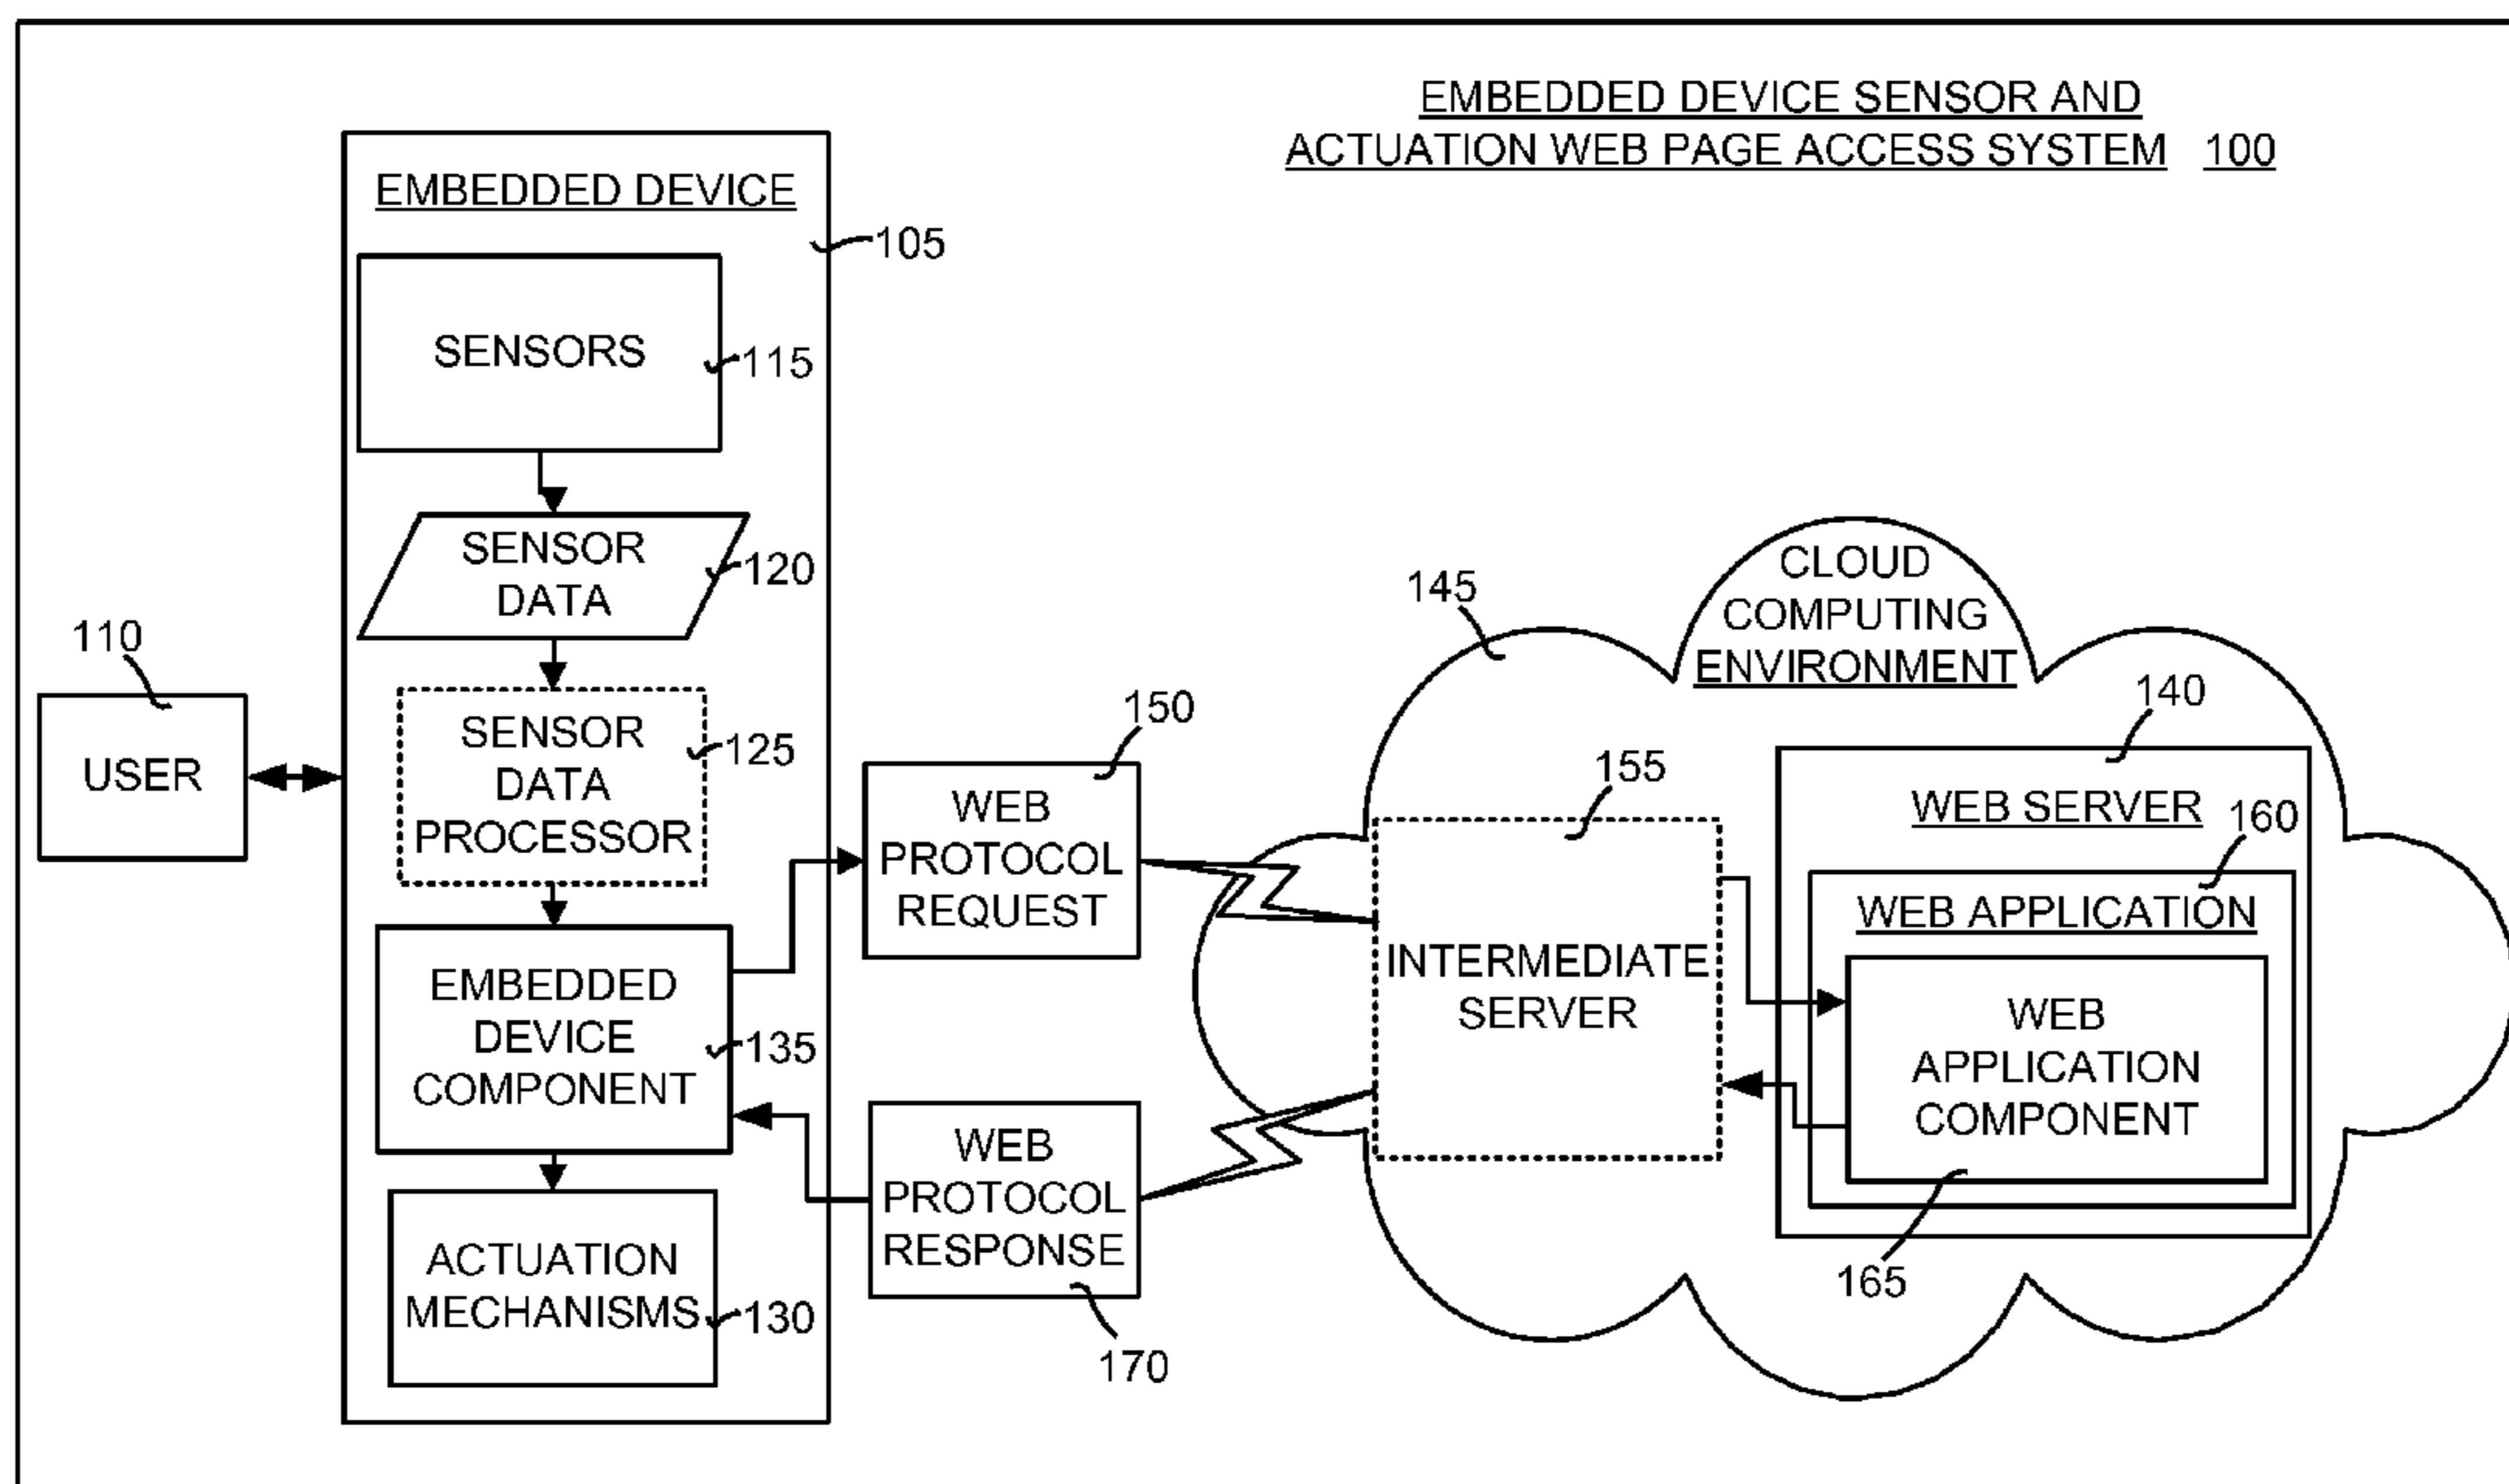 EMBEDDED DEVICE SENSOR AND
ACTUATION WEB PAGE ACCESS SYSTEM 100
EMBEDDED DEVICE
105
SENSORS
115
SENSOR
DATA
120
110
USER
SENSOR
DATA
PROCESSOR
125
EMBEDDED
DEVICE
COMPONENT
135
ACTUATION
MECHANISMS
130
150
WEB
PROTOCOL
REQUEST
WEB
PROTOCOL
RESPONSE
170
145
CLOUD
COMPUTING
ENVIRONMENT
155
INTERMEDIATE
SERVER
140
WEB SERVER
160
WEB APPLICATION
WEB
APPLICATION
COMPONENT
165